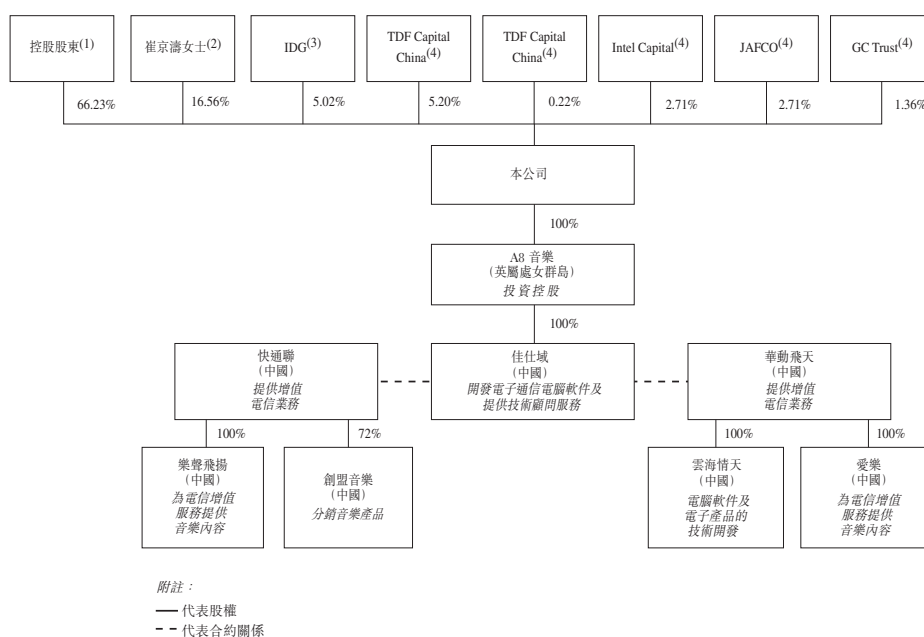 控股股東(1)
崔京濤女士(2)
IDG(3)
TDF Capital
China(4)
TDF Capital
China(4)
Intel Capital(4)
JAFCO(4)
GC Trust(4)
66.23%
16.56%
5.02%
5.20%
0.22%
2.71%
2.71%
1.36%
本公司
100%
A8 音樂
(英屬處女群島)
投資控股
100%
快通聯
(中國)
提供增值
電信業務
佳仕域
(中國)
開發電子通信電腦軟件及
提供技術顧問服務
華動飛天
(中國)
提供增值
電信業務
100%
72%
100%
100%
樂聲飛揚
(中國)
為電信增值
服務提供
音樂內容
創盟音樂
(中國)
分銷音樂產品
雲海情天
(中國)
電腦軟件及
電子產品的
技術開發
愛樂
(中國)
為電信增值
服務提供
音樂內容
附註：
代表股權
代表合約關係